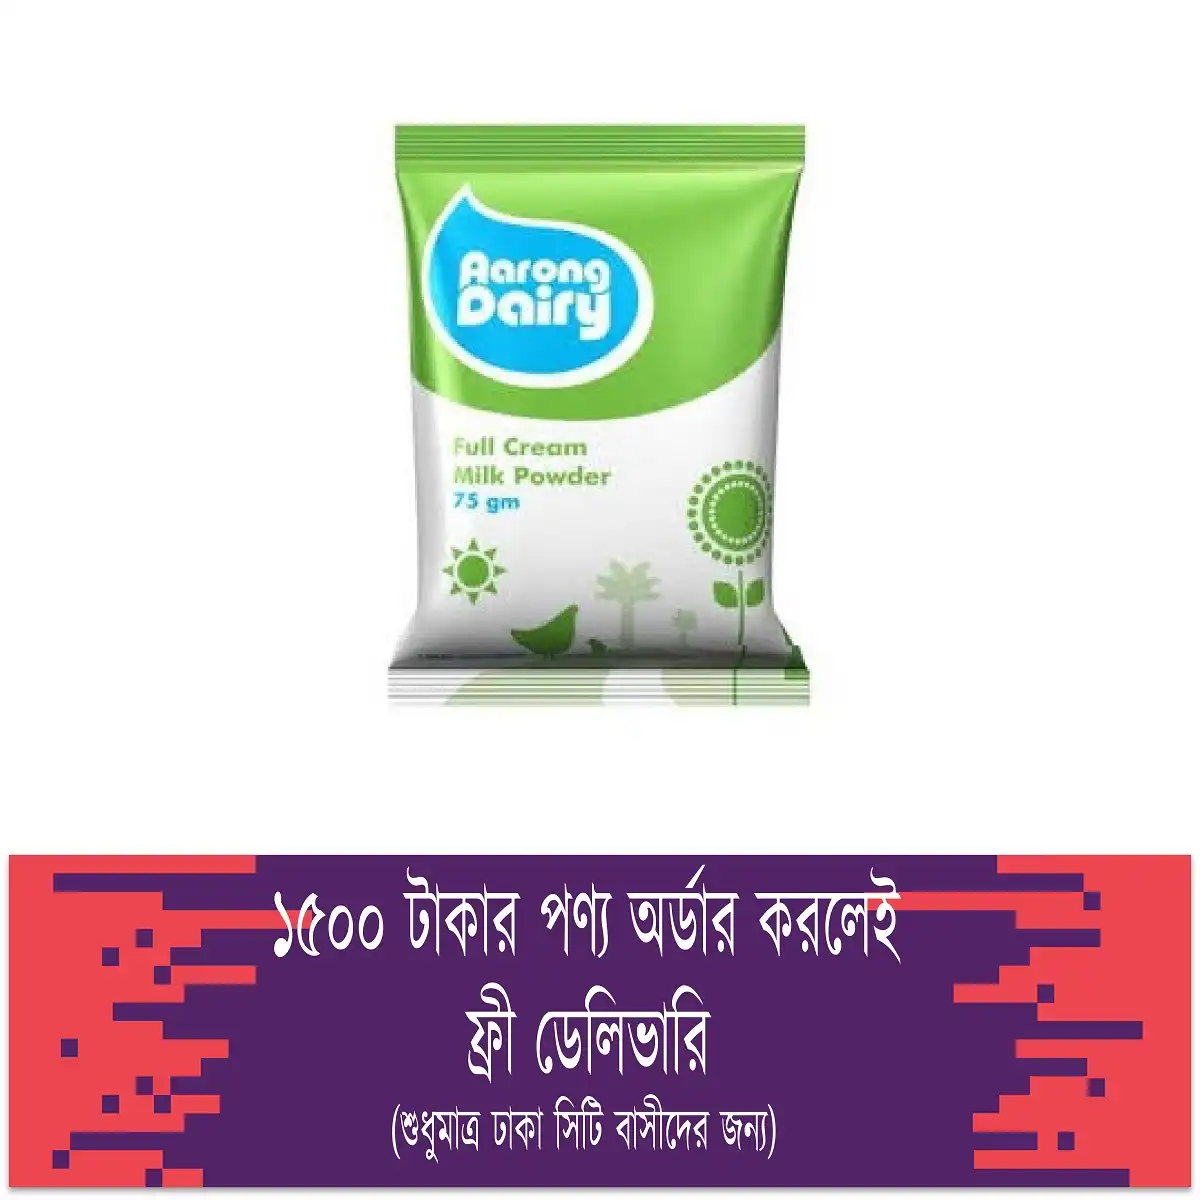 Aarong
Dairy
Full Cream
Milk Powder
75 gm
১৫০০ টাকার পণ্য অর্ডার করলেই
ফ্রী ডেলিভারি
(শুধুমাত্র ঢাকা সিটি বাসীদের জন্য)